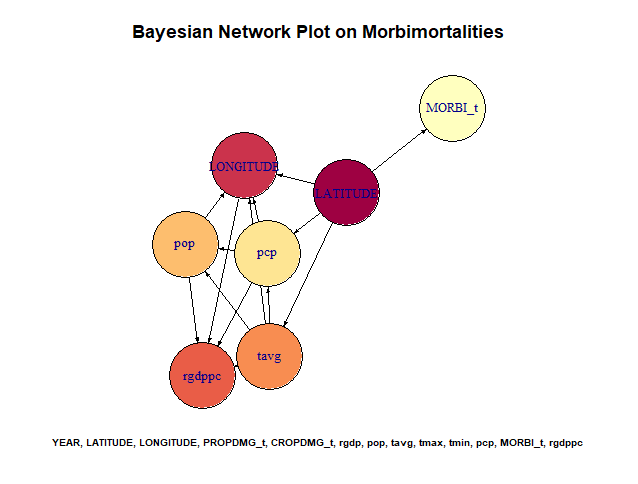 Bayesian Network Plot on Morbimortalities
MORBI_t
LONGITUDE
LATITUDE
pop
pcp
tavg
rgdppc
YEAR, LATITUDE, LONGITUDE, PROPDMG_t, CROPDMG_t, rgdp, pop, tavg, tmax, tmin, pcp, MORBI_t, rgdppc